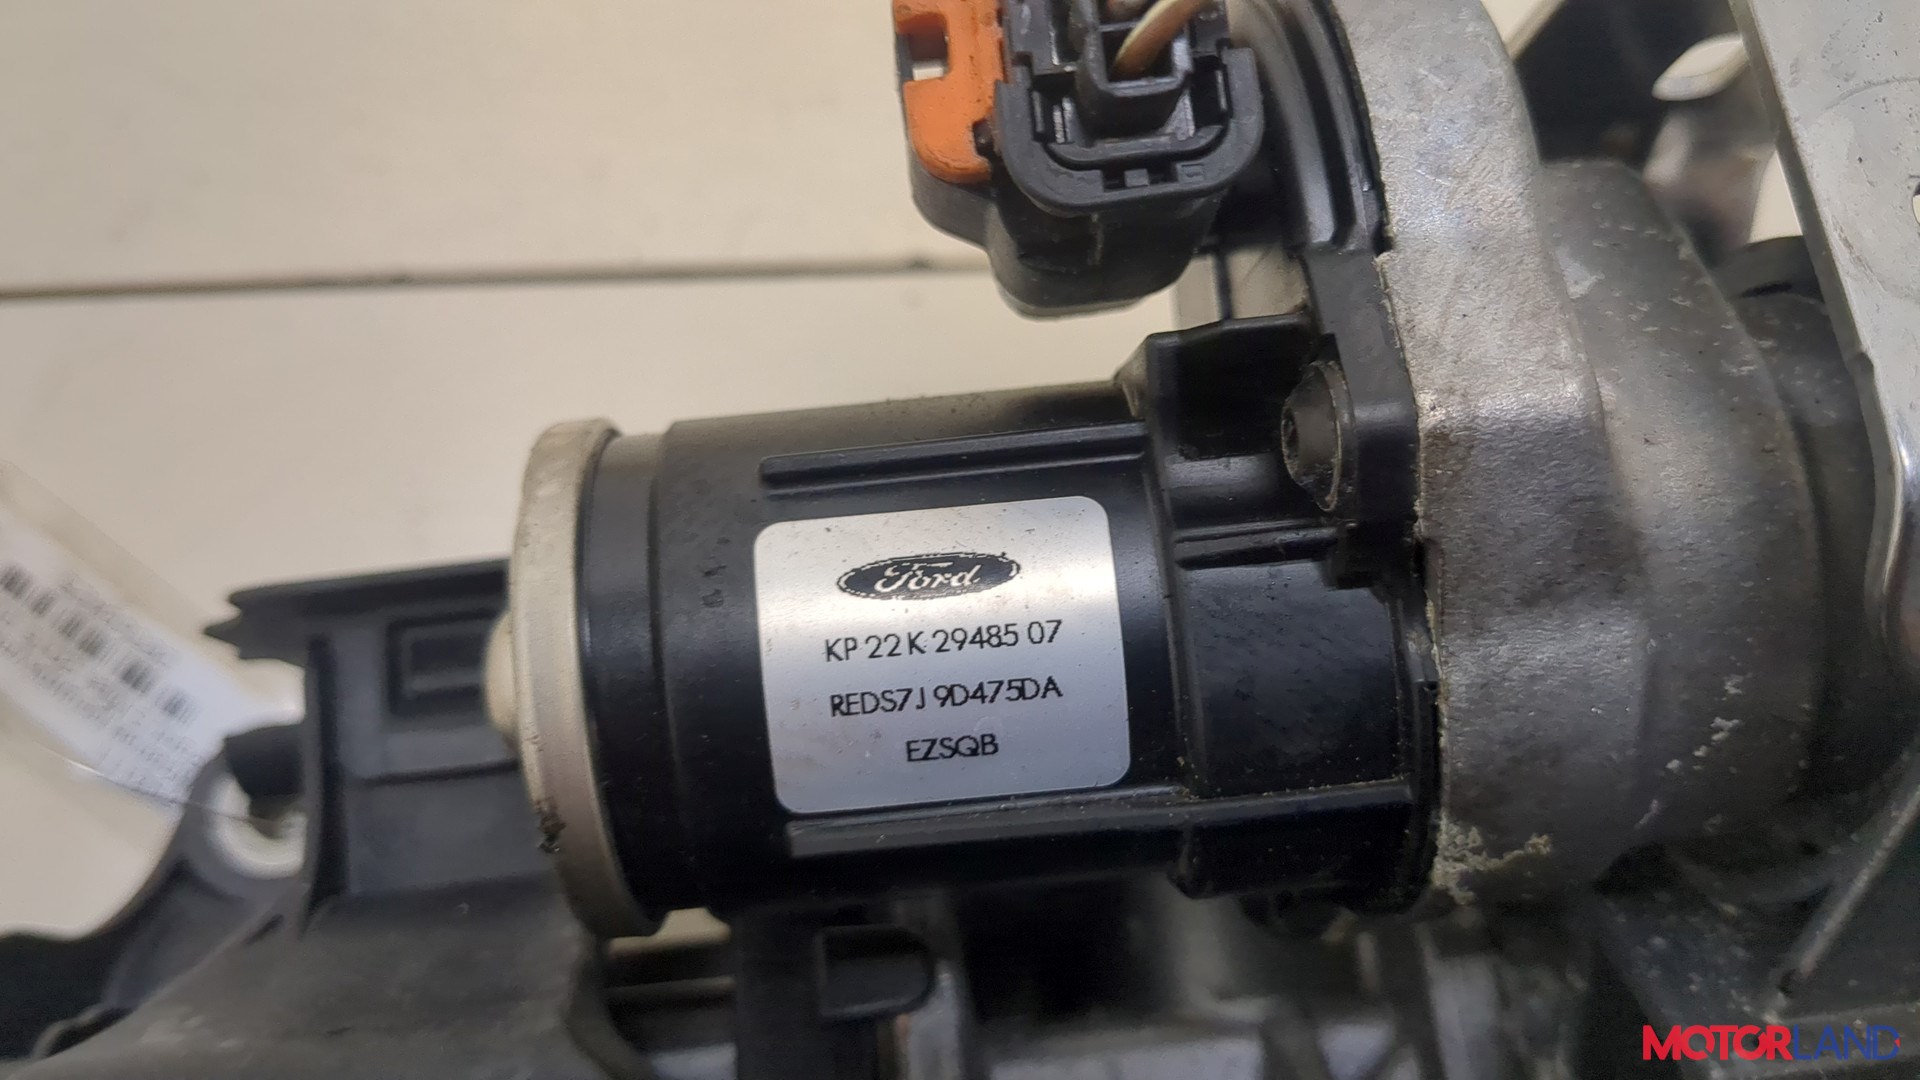 Ford
KP 22 K 29485 07
REDS7J 9D475DA
EZSQB
MOTORLAND